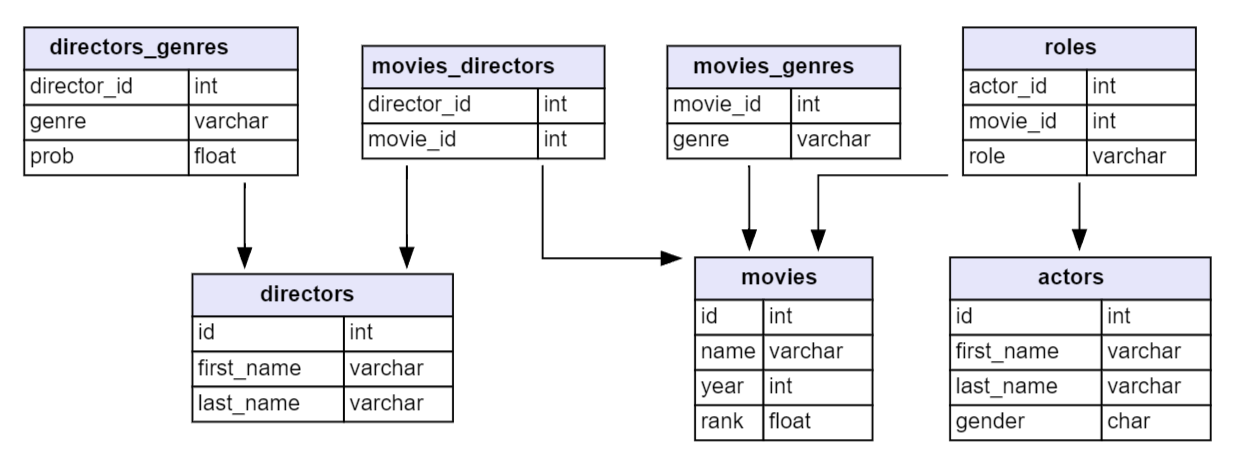 directors_genres
director_id int
genre varchar
prob float
movies_directors
director_id int
movie_id int
movies_genres
movie_id int
genre varchar
roles
actor_id int
movie_id int
role varchar
directors
id int
first_name varchar
last_name varchar
movies
id int
name varchar
year int
rank float
actors
id int
first_name varchar
last_name varchar
gender char